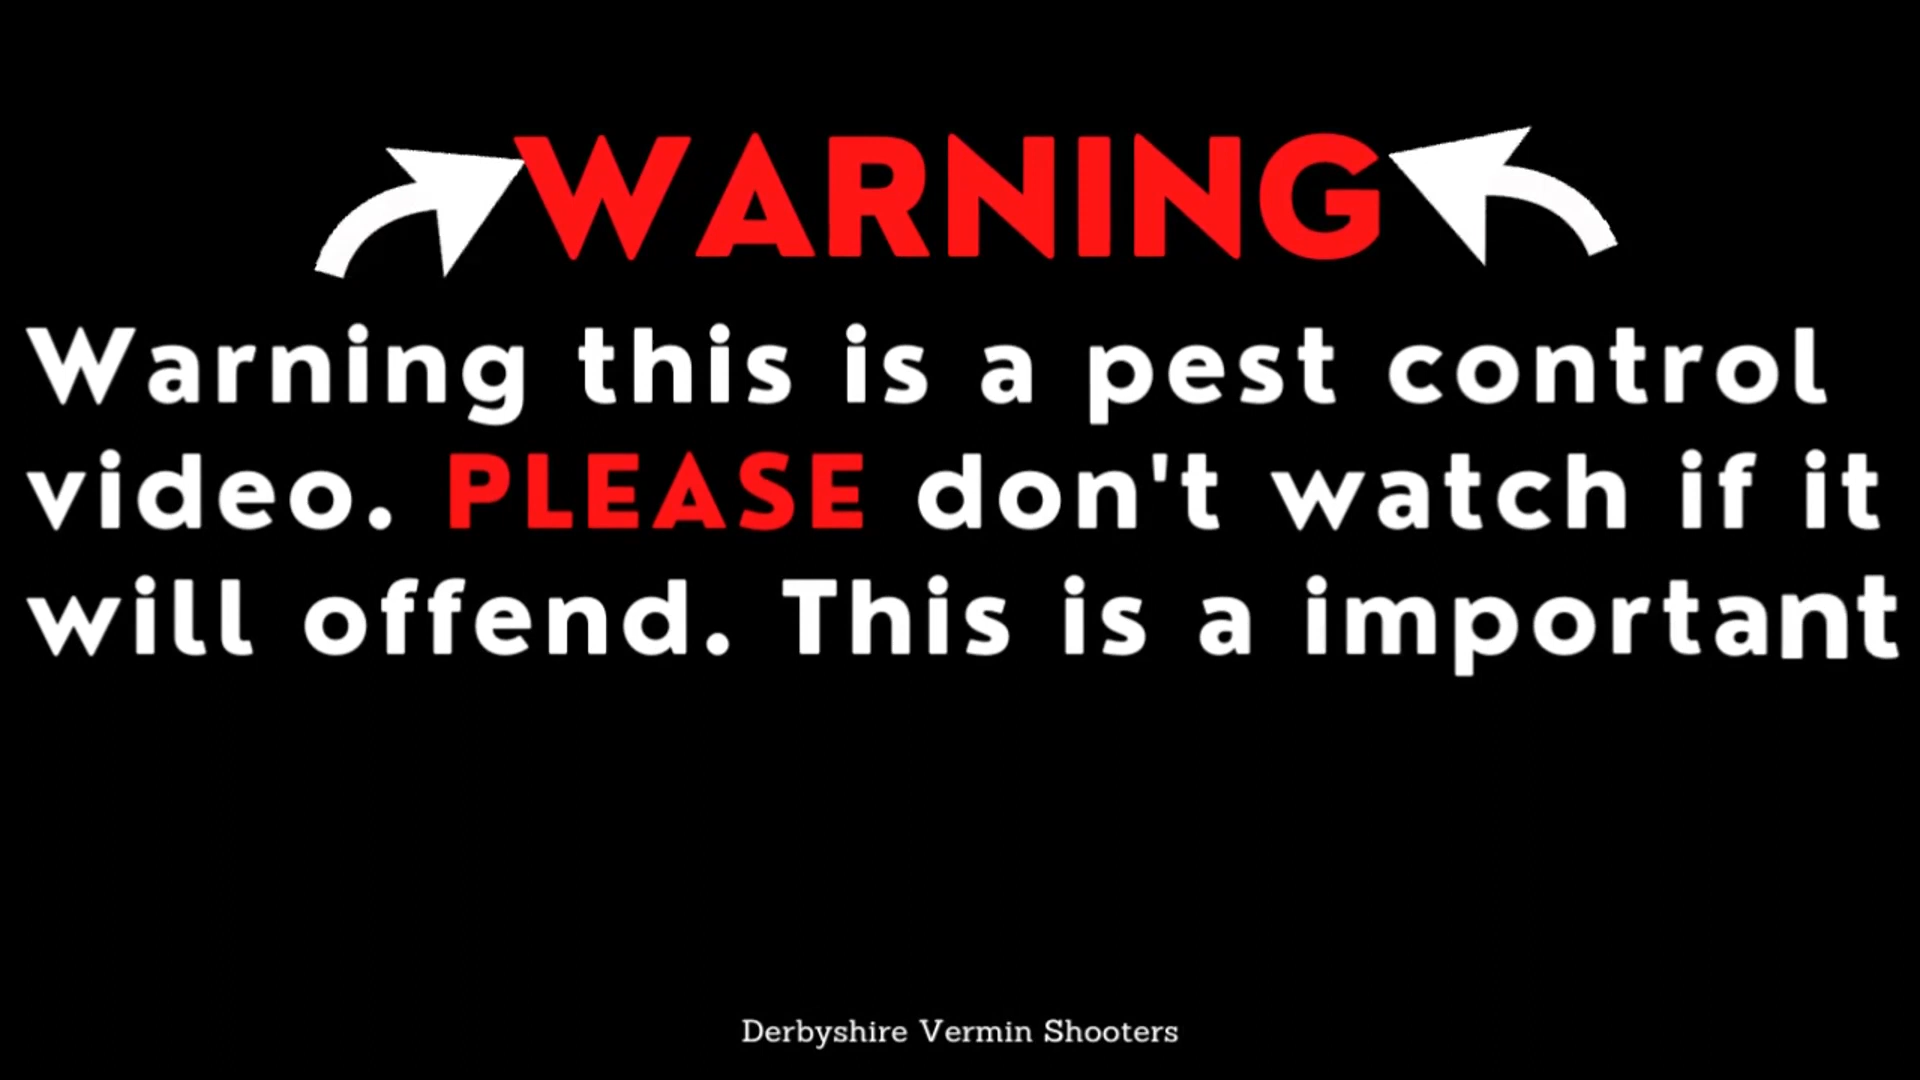 WARNING
Warning this is a pest control
video. PLEASE don't watch if it
will offend. This is a important
Derbyshire Vermin Shooters